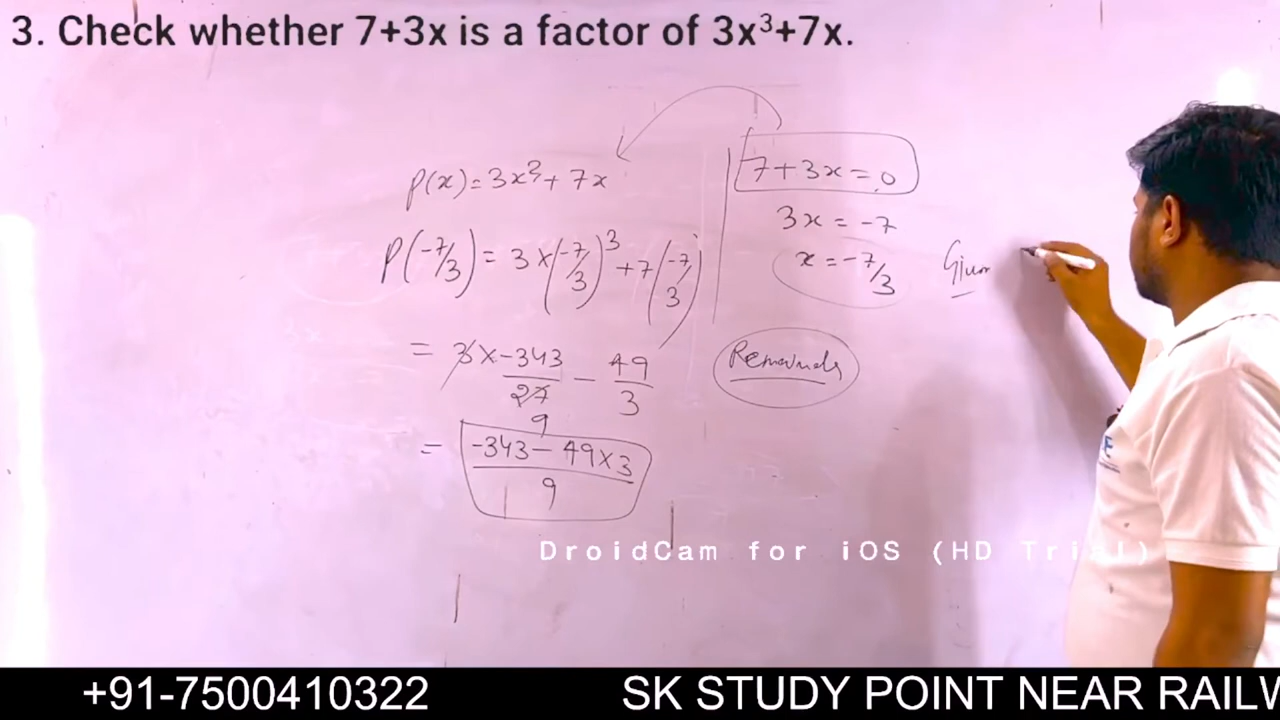 3. Check whether 7+3x is a factor of 3x³+7x.
p(x) = 3x³ + 7x
P(-7/3) = 3 × (-7/3)³ + 7(-7/3)
= 3 × -343/27 - 49/3
9
= -343 - 49×3 / 9
7 + 3x = 0
3x = -7
x = -7/3
Given
DroidCam for iOS (HD Trial)
+91-7500410322 SK STUDY POINT NEAR RAILW